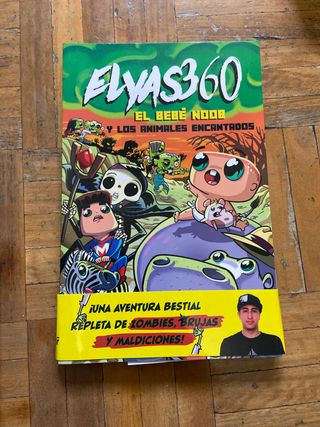 ELYAS360
EL BEBÉ NOOB
Y LOS ANIMALES ENCANTADOS
¡UNA AVENTURA BESTIAL
REPLETA DE ZOMBIES, BRUJAS
Y MALDICIONES!